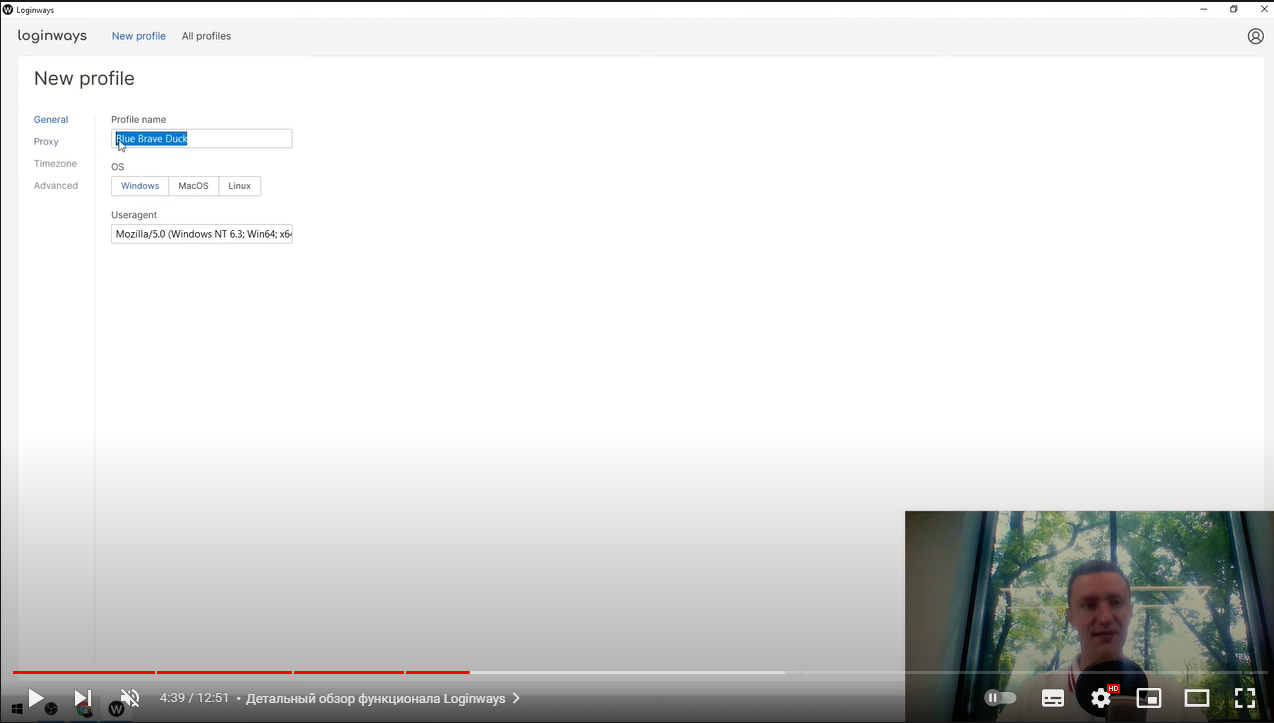 Loginways
loginways New profile All profiles
New profile
General
Proxy
Timezone
Advanced
Profile name
Blue Brave Duck
OS
Windows MacOS Linux
Useragent
Mozilla/5.0 (Windows NT 6.3; Win64; x64
4:39 / 12:51 • Детальный обзор функционала Loginways
HD